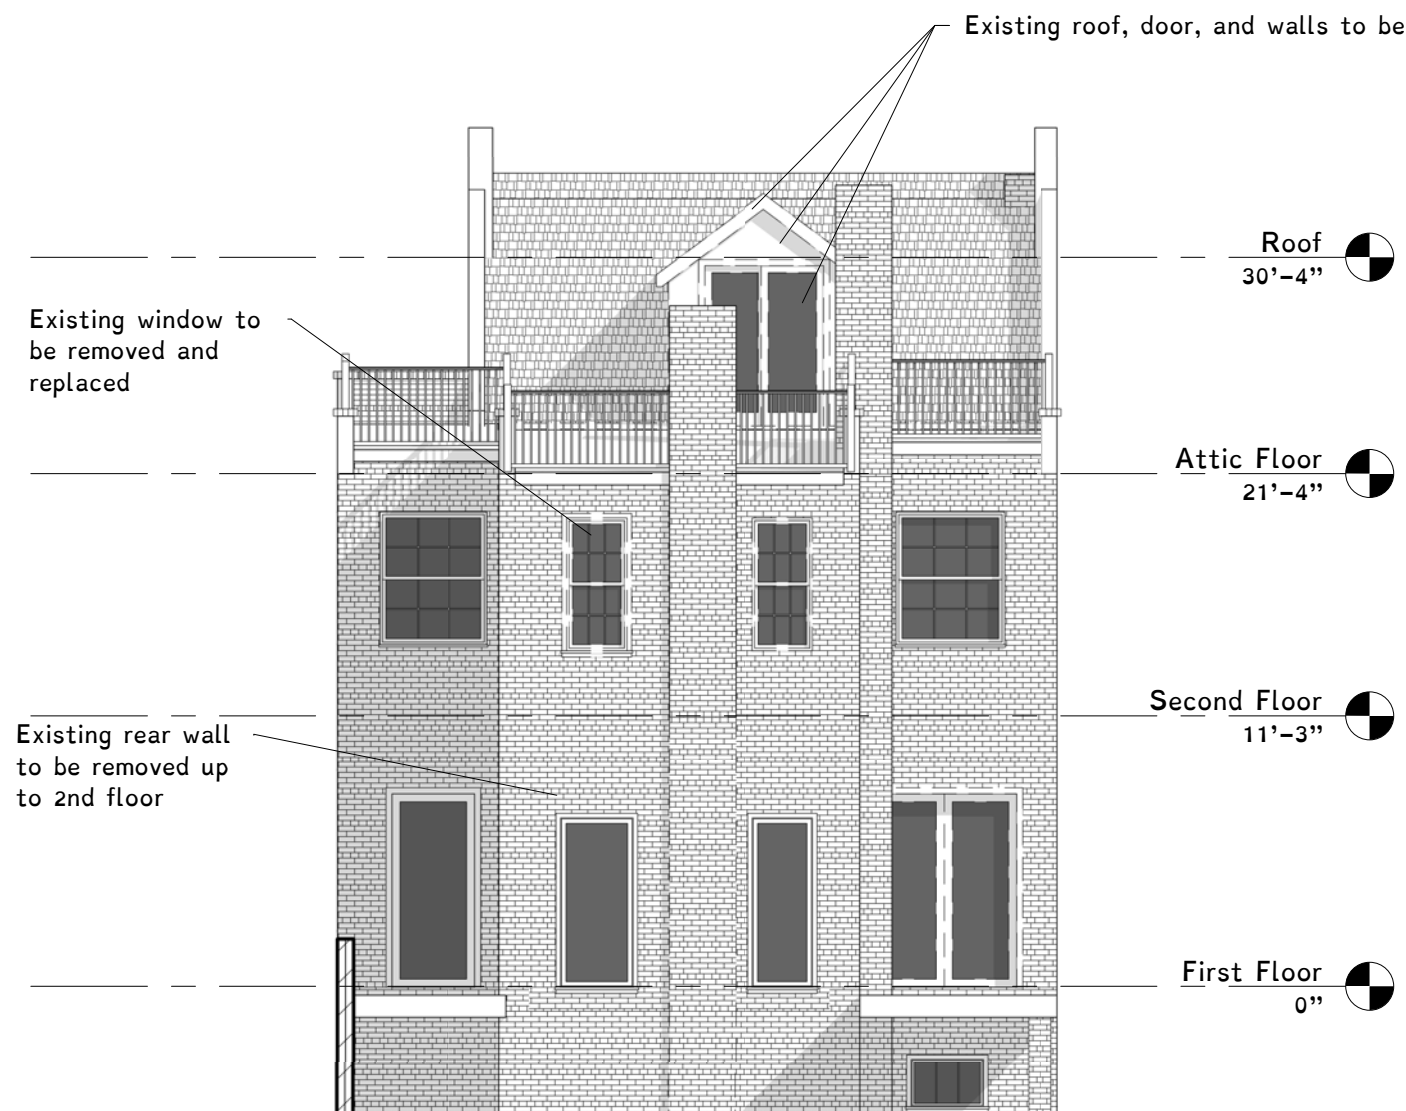 Existing roof, door, and walls to be
Roof
30'–4"
Existing window to
be removed and
replaced
Attic Floor
21'–4"
Second Floor
11'–3"
Existing rear wall
to be removed up
to 2nd floor
First Floor
0"